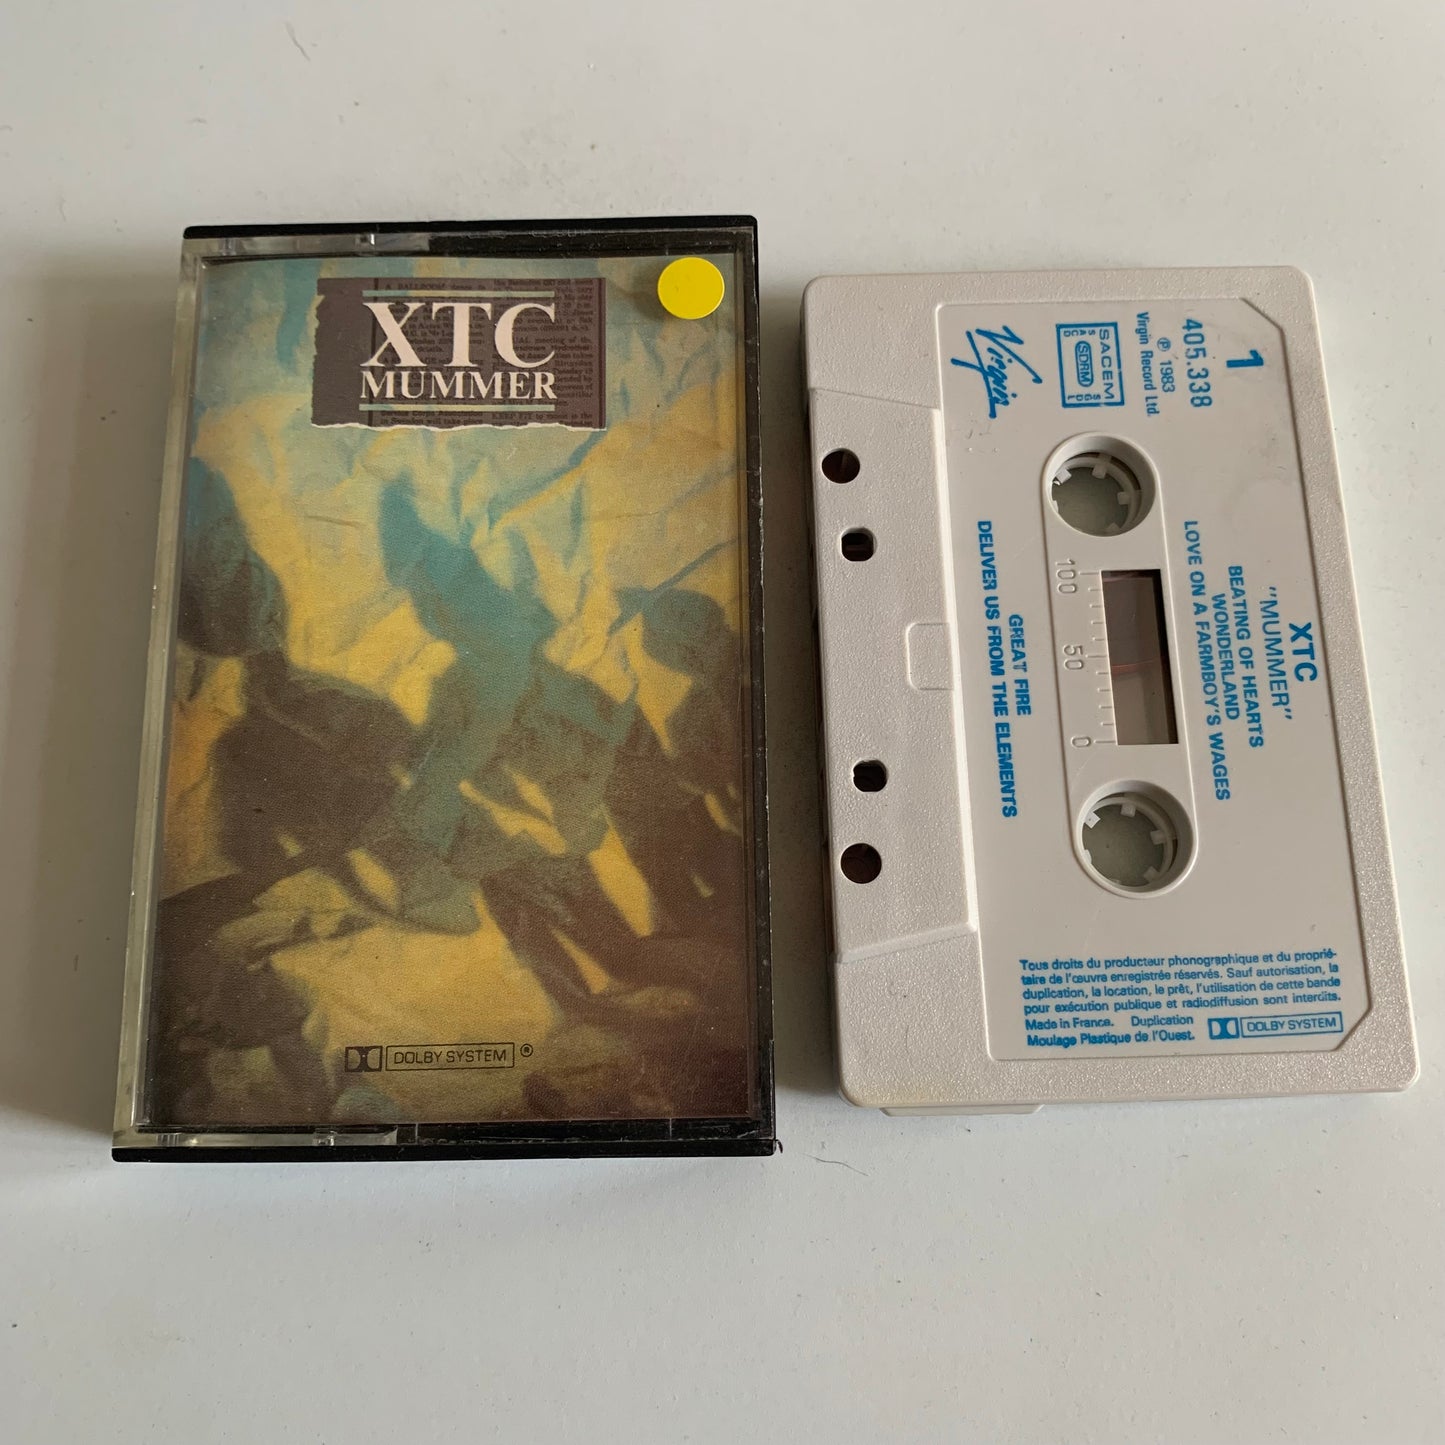 XTC
MUMMER
DOLBY SYSTEM ®
1
405.338
℗ 1983
Virgin Record Ltd.
SACEM
SDRM
Virgin
XTC
"MUMMER"
BEATING OF HEARTS
WONDERLAND
LOVE ON A FARMBOY'S WAGES
GREAT FIRE
DELIVER US FROM THE ELEMENTS
100
50
0
Tous droits du producteur phonographique et du proprié-
taire de l'œuvre enregistrée réservés. Sauf autorisation, la
duplication, la location, le prêt, l'utilisation de cette bande
pour exécution publique et radiodiffusion sont interdits.
Made in France. Duplication
Moulage Plastique de l'Ouest. DOLBY SYSTEM